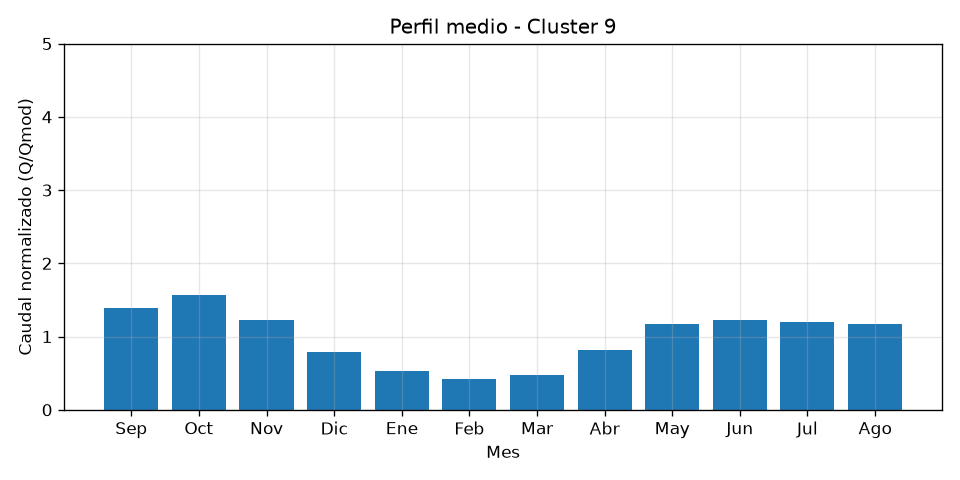 Perfil medio - Cluster 9
Caudal normalizado (Q/Qmod)
5
4
3
2
1
0
Sep Oct Nov Dic Ene Feb Mar Abr May Jun Jul Ago
Mes